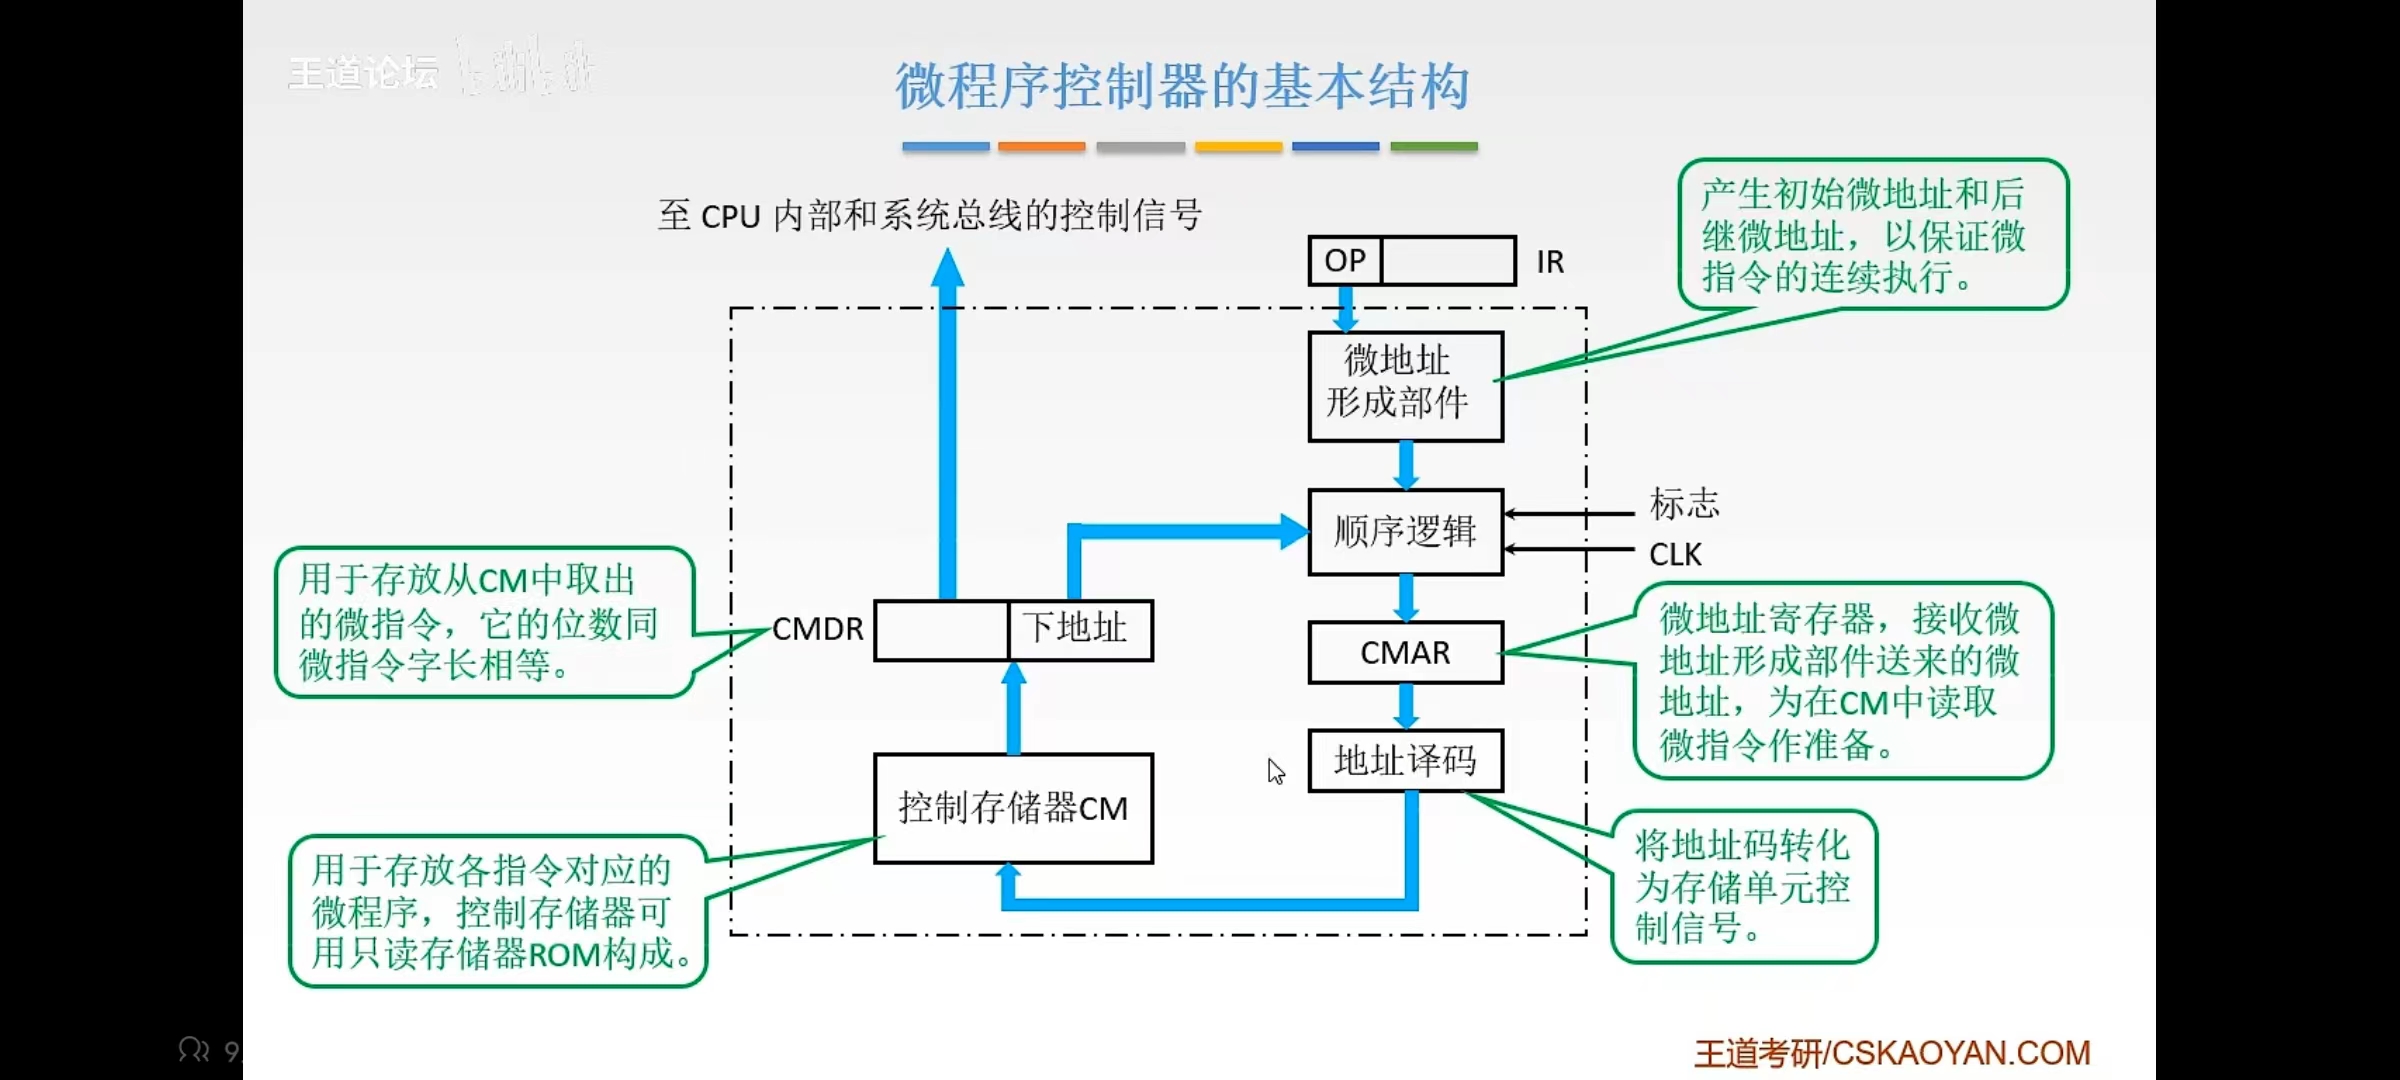 王道论坛
微程序控制器的基本结构
至 CPU 内部和系统总线的控制信号
OP
IR
产生初始微地址和后
继微地址，以保证微
指令的连续执行。
微地址
形成部件
顺序逻辑
标志
CLK
用于存放从CM中取出
的微指令，它的位数同
微指令字长相等。
CMDR
下地址
CMAR
微地址寄存器，接收微
地址形成部件送来的微
地址，为在CM中读取
微指令作准备。
地址译码
控制存储器CM
将地址码转化
为存储单元控
制信号。
用于存放各指令对应的
微程序，控制存储器可
用只读存储器ROM构成。
王道考研/CSKAOYAN.COM